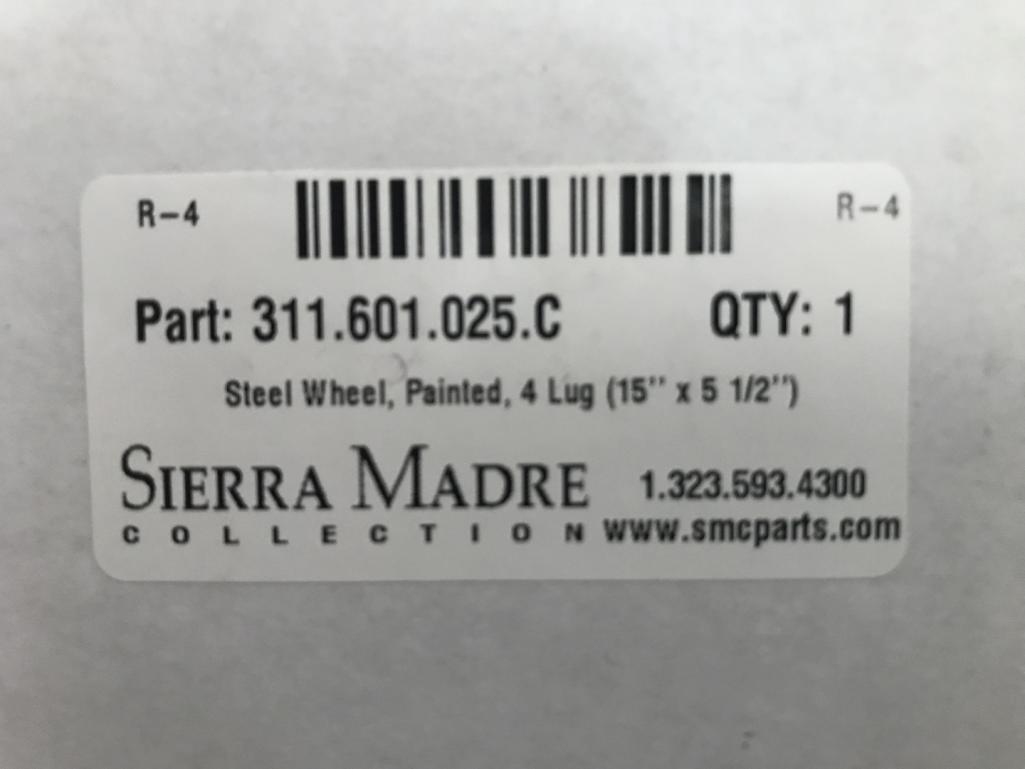 R-4 R-4
Part: 311.601.025.C QTY: 1
Steel Wheel, Painted, 4 Lug (15" x 5 1/2")
SIERRA MADRE 1.323.593.4300
COLLECTION www.smcparts.com